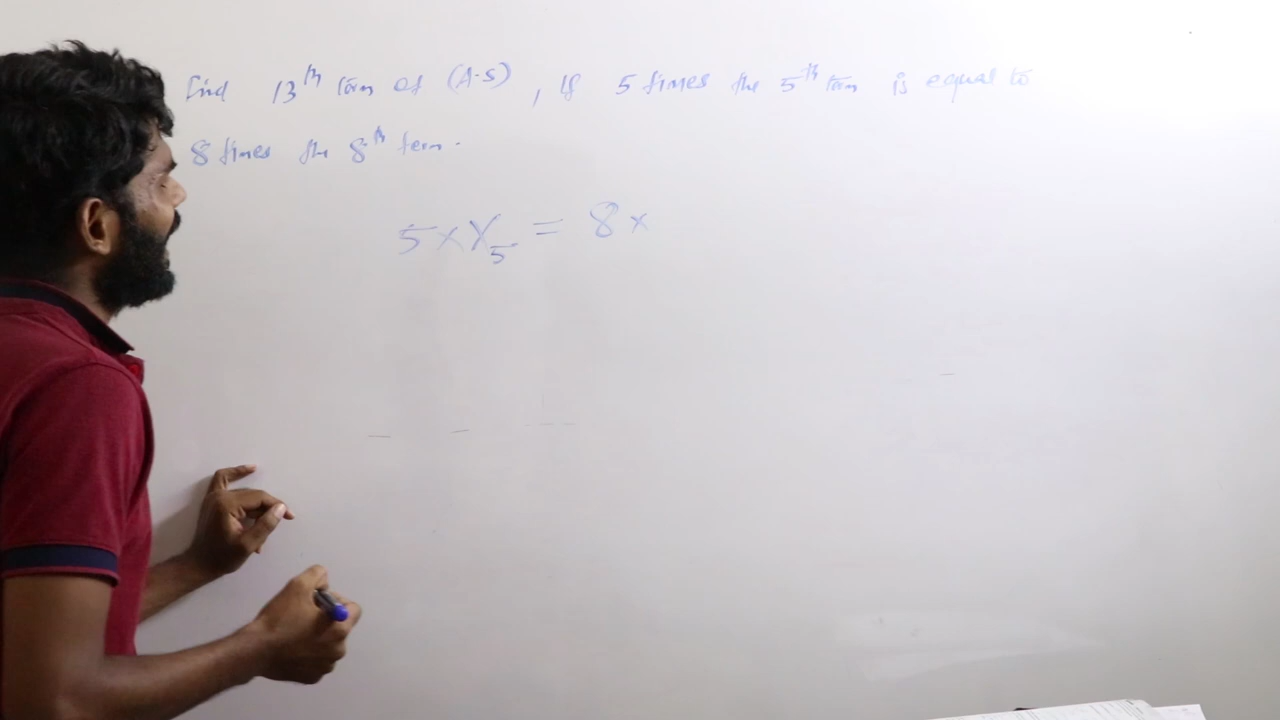 Find 13th term of (A.S), If 5 times the 5th term is equal to
8 times the 8th term.
5 × X5 = 8 ×